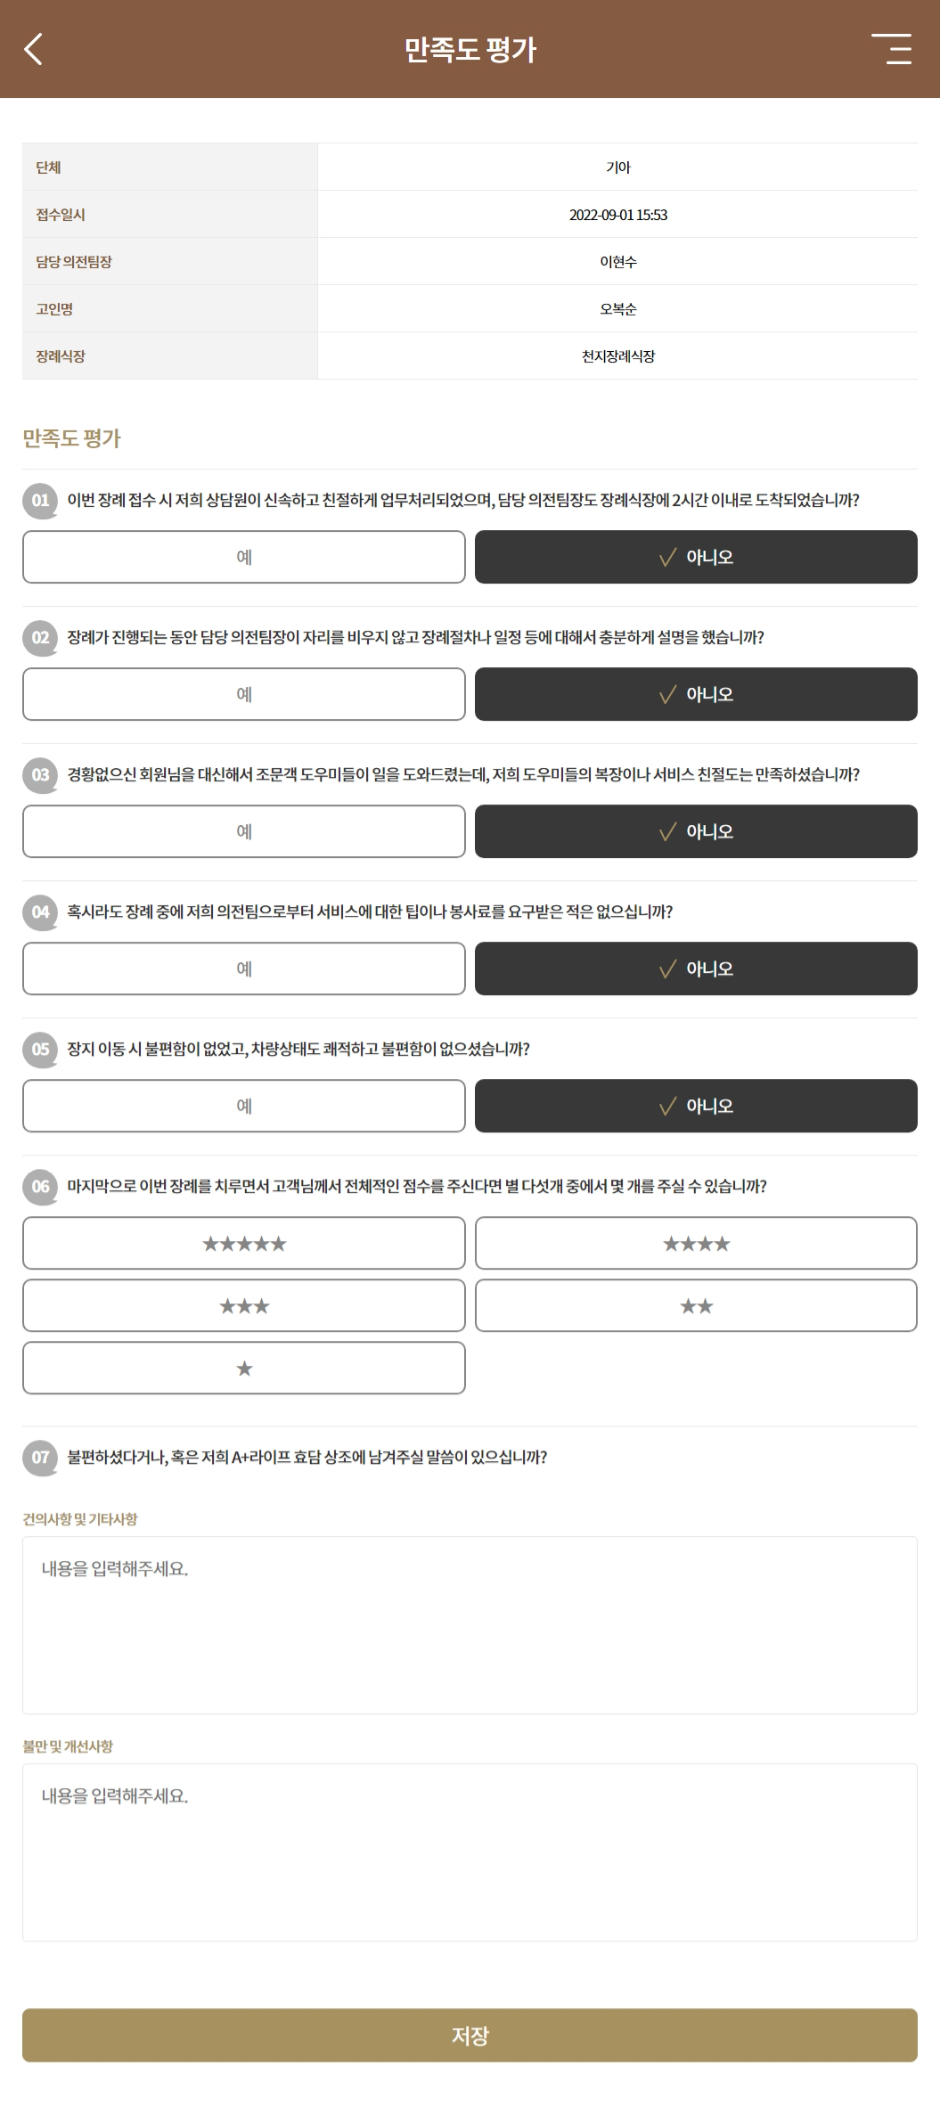 만족도 평가
단체 기아
접수일시 2022-09-01 15:53
담당 의전팀장 이현수
고인명 오복순
장례식장 천지장례식장
만족도 평가
01 이번 장례 접수 시 저희 상담원이 신속하고 친절하게 업무처리되었으며, 담당 의전팀장도 장례식장에 2시간 이내로 도착되었습니까?
예 아니오
02 장례가 진행되는 동안 담당 의전팀장이 자리를 비우지 않고 장례절차나 일정 등에 대해서 충분하게 설명을 했습니까?
예 아니오
03 경황없으신 회원님을 대신해서 조문객 도우미들이 일을 도와드렸는데, 저희 도우미들의 복장이나 서비스 친절도는 만족하셨습니까?
예 아니오
04 혹시라도 장례 중에 저희 의전팀으로부터 서비스에 대한 팁이나 봉사료를 요구받은 적은 없으십니까?
예 아니오
05 장지 이동 시 불편함이 없었고, 차량상태도 쾌적하고 불편함이 없으셨습니까?
예 아니오
06 마지막으로 이번 장례를 치루면서 고객님께서 전체적인 점수를 주신다면 별 다섯개 중에서 몇 개를 주실 수 있습니까?
★★★★★ ★★★★
★★★ ★★
★
07 불편하셨다거나, 혹은 저희 A+라이프 효담 상조에 남겨주실 말씀이 있으십니까?
건의사항 및 기타사항
내용을 입력해주세요.
불만 및 개선사항
내용을 입력해주세요.
저장